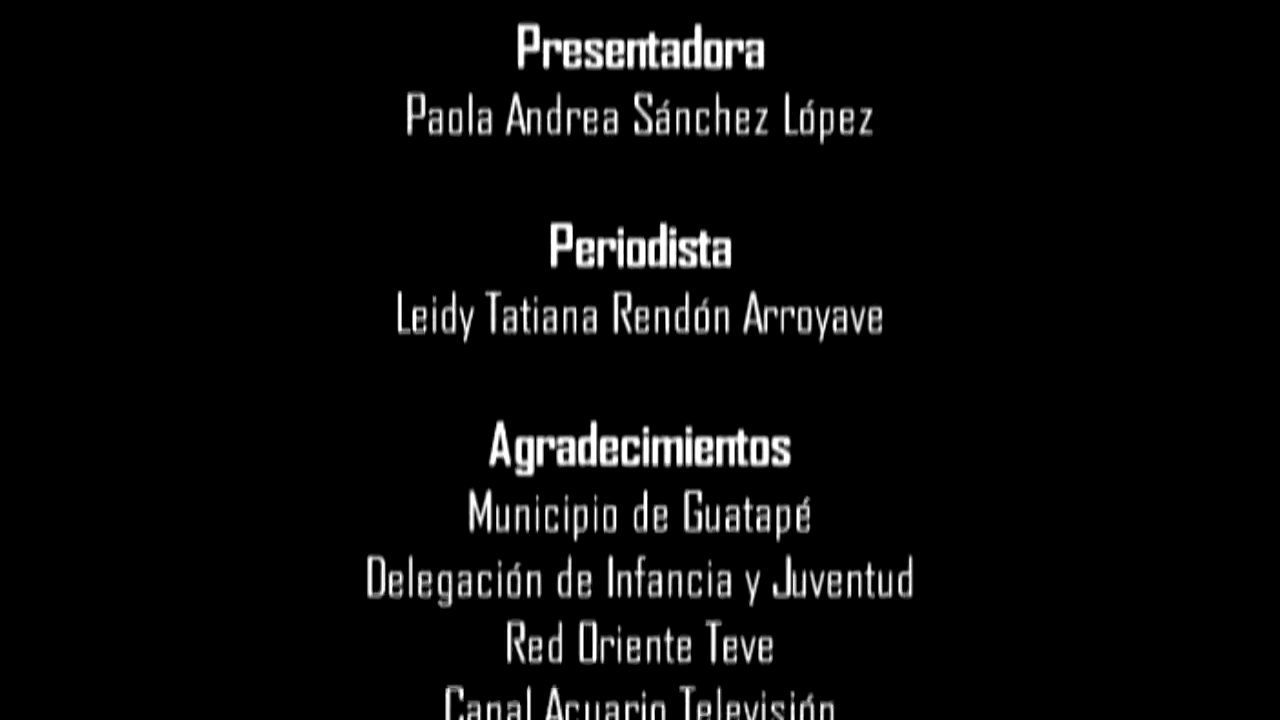 Presentadora
Paola Andrea Sánchez López
Periodista
Leidy Tatiana Rendón Arroyave
Agradecimientos
Municipio de Guatapé
Delegación de Infancia y Juventud
Red Oriente Teve
Canal Acuario Televisión